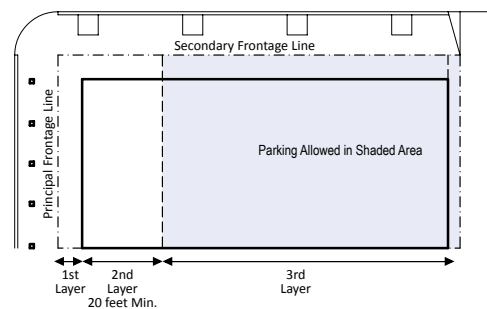 Secondary Frontage Line
Principal Frontage Line
Parking Allowed in Shaded Area
1st
Layer
2nd
Layer
20 feet Min.
3rd
Layer